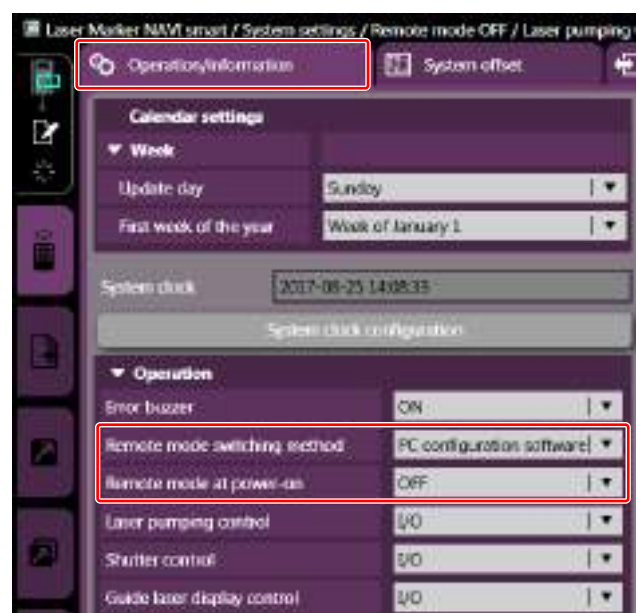 Laser Marker NAVI smart / System settings / Remote mode OFF / Laser pumping
Operation/information
System offset
Calendar settings
▼ Week
Update day Sunday
First week of the year Week of January 1
System clock 2017-08-25 14:08:33
System clock configuration
▼ Operation
Error buzzer ON
Remote mode switching method PC configuration software
Remote mode at power-on OFF
Laser pumping control I/O
Shutter control I/O
Guide laser display control I/O